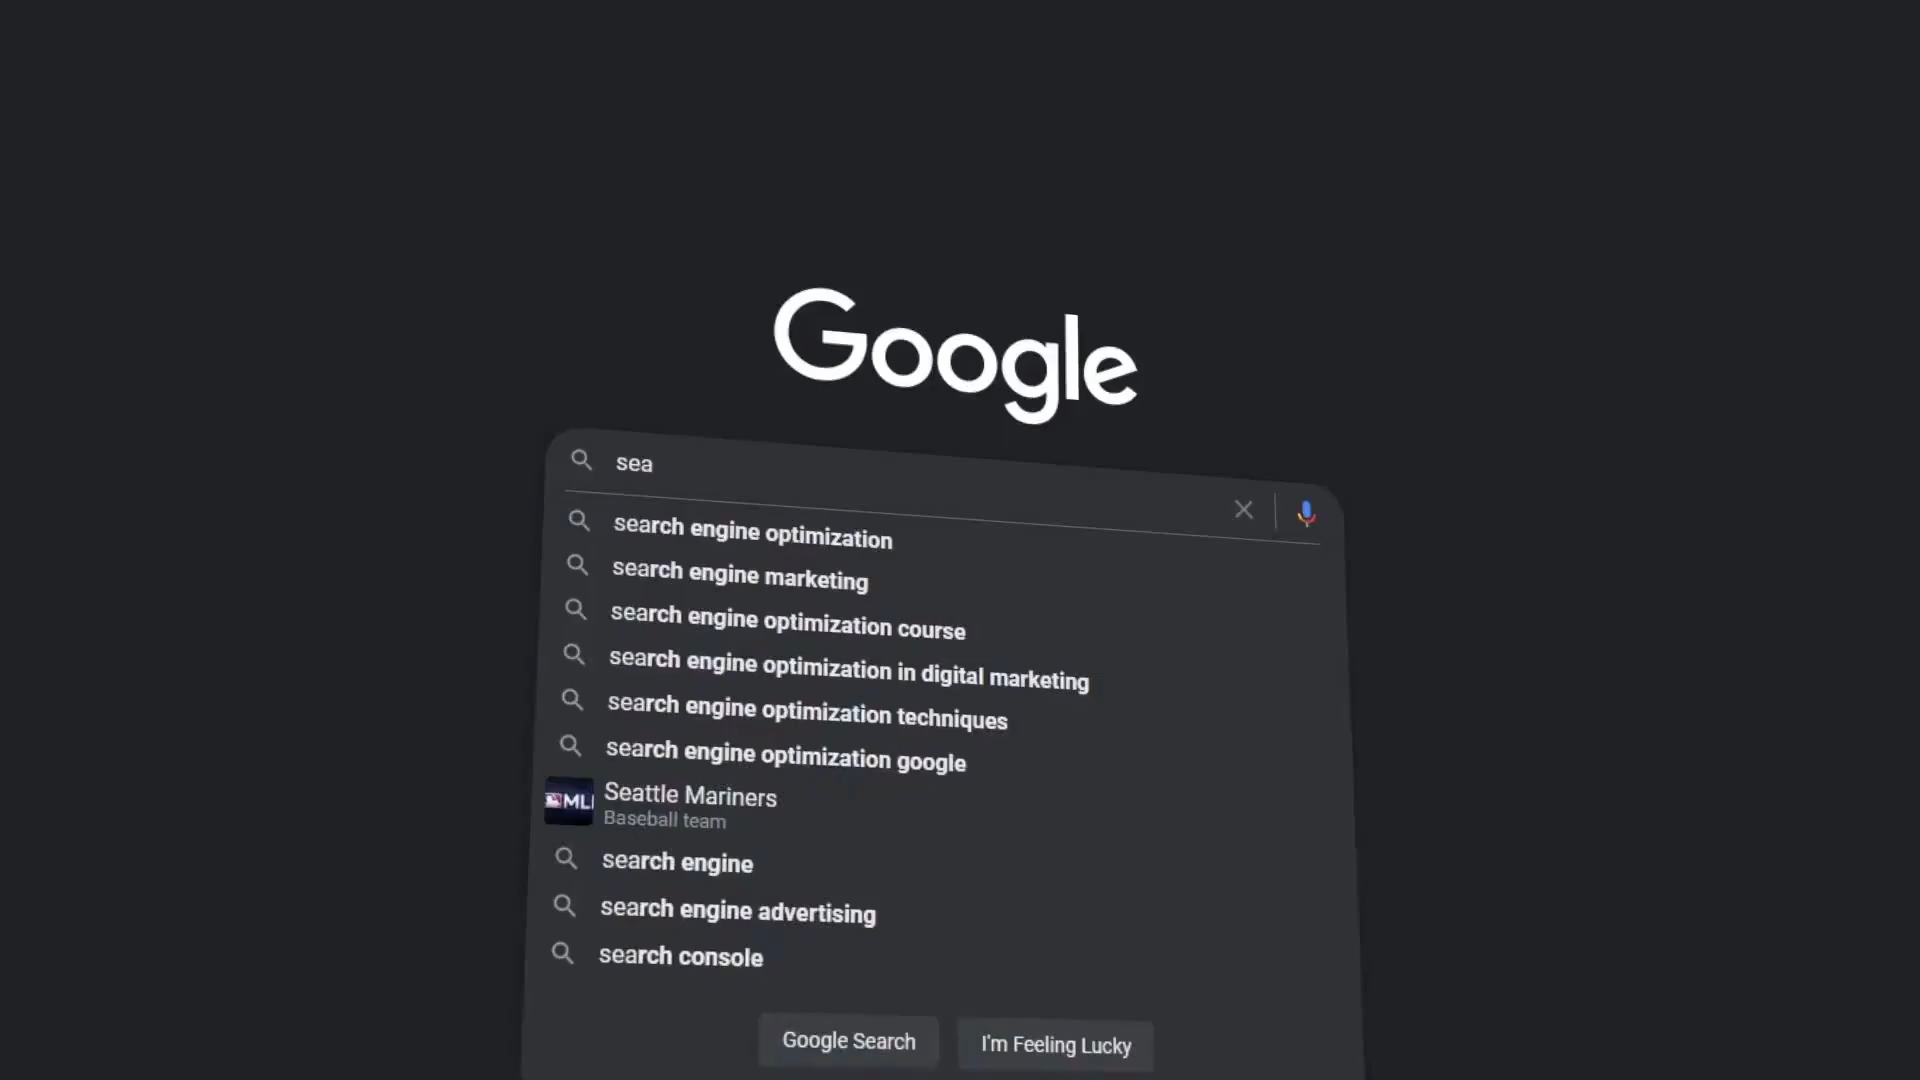 Google
sea
search engine optimization
search engine marketing
search engine optimization course
search engine optimization in digital marketing
search engine optimization techniques
search engine optimization google
Seattle Mariners
Baseball team
search engine
search engine advertising
search console
Google Search
I'm Feeling Lucky